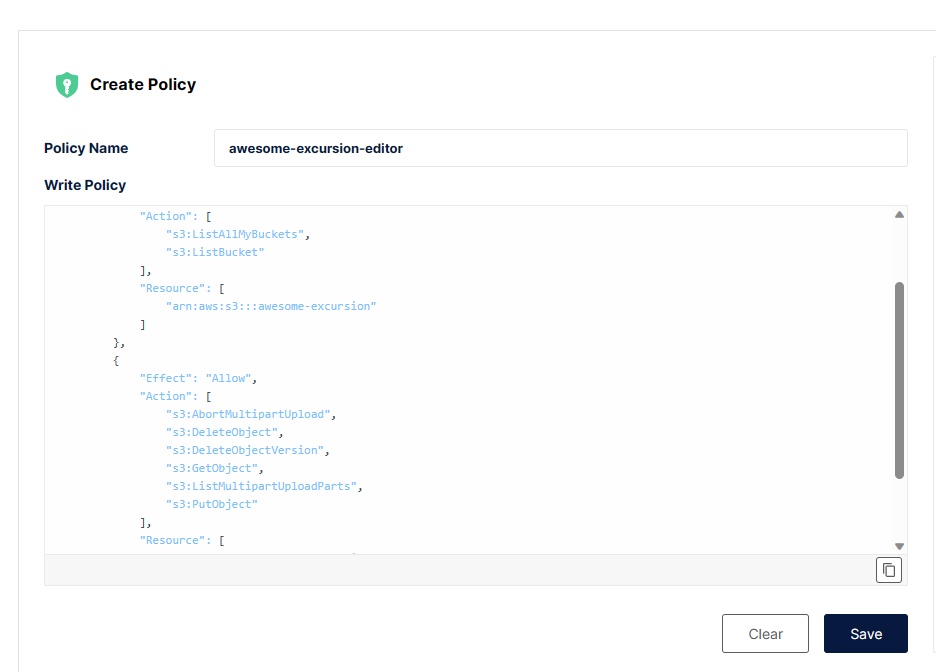 Create Policy
Policy Name
awesome-excursion-editor
Write Policy
"Action": [
"s3:ListAllMyBuckets",
"s3:ListBucket"
],
"Resource": [
"arn:aws:s3:::awesome-excursion"
]
},
{
"Effect": "Allow",
"Action": [
"s3:AbortMultipartUpload",
"s3:DeleteObject",
"s3:DeleteObjectVersion",
"s3:GetObject",
"s3:ListMultipartUploadParts",
"s3:PutObject"
],
"Resource": [
Clear
Save